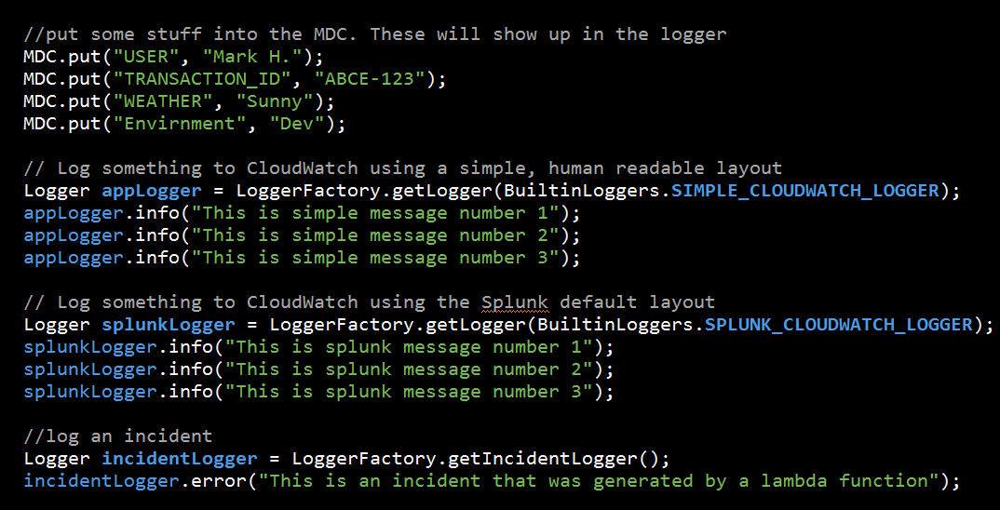 //put some stuff into the MDC. These will show up in the logger
MDC.put("USER", "Mark H.");
MDC.put("TRANSACTION_ID", "ABCE-123");
MDC.put("WEATHER", "Sunny");
MDC.put("Envirnment", "Dev");
// Log something to CloudWatch using a simple, human readable layout
Logger appLogger = LoggerFactory.getLogger(BuiltinLoggers.SIMPLE_CLOUDWATCH_LOGGER);
appLogger.info("This is simple message number 1");
appLogger.info("This is simple message number 2");
appLogger.info("This is simple message number 3");
// Log something to CloudWatch using the Splunk default layout
Logger splunkLogger = LoggerFactory.getLogger(BuiltinLoggers.SPLUNK_CLOUDWATCH_LOGGER);
splunkLogger.info("This is splunk message number 1");
splunkLogger.info("This is splunk message number 2");
splunkLogger.info("This is splunk message number 3");
//log an incident
Logger incidentLogger = LoggerFactory.getIncidentLogger();
incidentLogger.error("This is an incident that was generated by a lambda function");